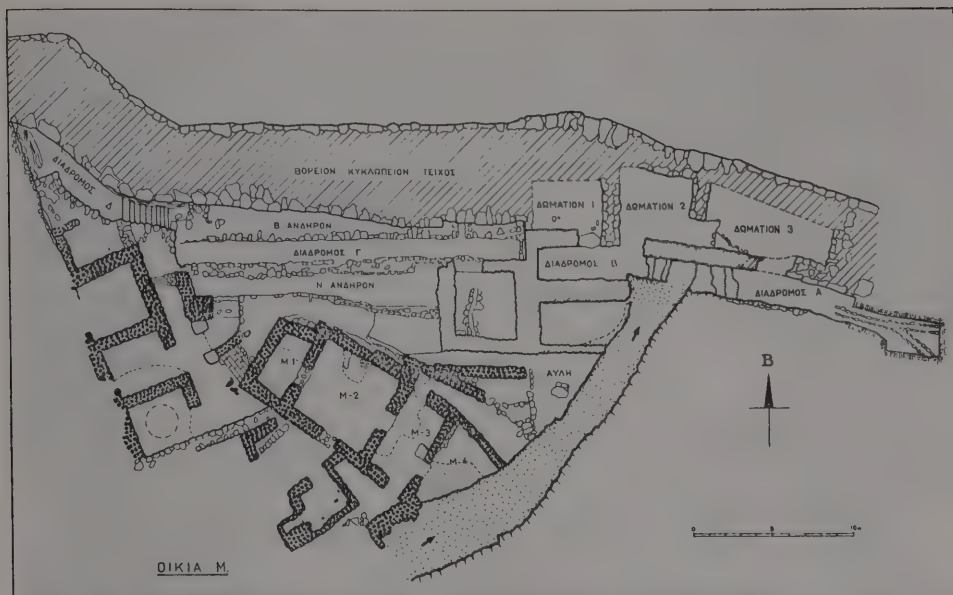 ΒΟΡΕΙΟΝ ΚΥΚΛΩΠΕΙΟΝ ΤΕΙΧΟΣ
ΔΙΑΔΡΟΜΟΣ Δ
ΔΩΜΑΤΙΟΝ 1
ΔΩΜΑΤΙΟΝ 2
ΔΩΜΑΤΙΟΝ 3
Β ΑΝΔΗΡΟΝ
ΔΙΑΔΡΟΜΟΣ Γ
Ν ΑΝΔΗΡΟΝ
ΔΙΑΔΡΟΜΟΣ Β
ΔΙΑΔΡΟΜΟΣ Α
Μ-1
Μ-2
Μ-3
Μ-4
ΑΥΛΗ
Β
0 5 10μ
ΟΙΚΙΑ Μ.